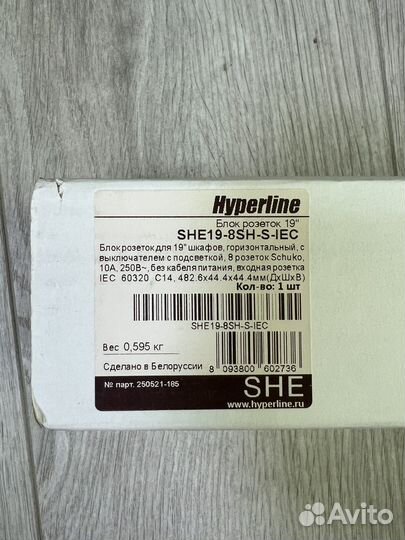 Hyperline
Блок розеток 19"
SHE19-8SH-S-IEC
Блок розеток для 19" шкафов, горизонтальный, с
выключателем с подсветкой, 8 розеток Schuko,
10A, 250В~, без кабеля питания, входная розетка
IEC 60320 C14, 482.6x44.4x44.4мм(ДхШхВ)
Кол-во: 1 шт
SHE19-8SH-S-IEC
Вес 0,595 кг
Сделано в Белоруссии
8 093800 602736
№ парт. 250521-185
SHE
www.hyperline.ru
Avito